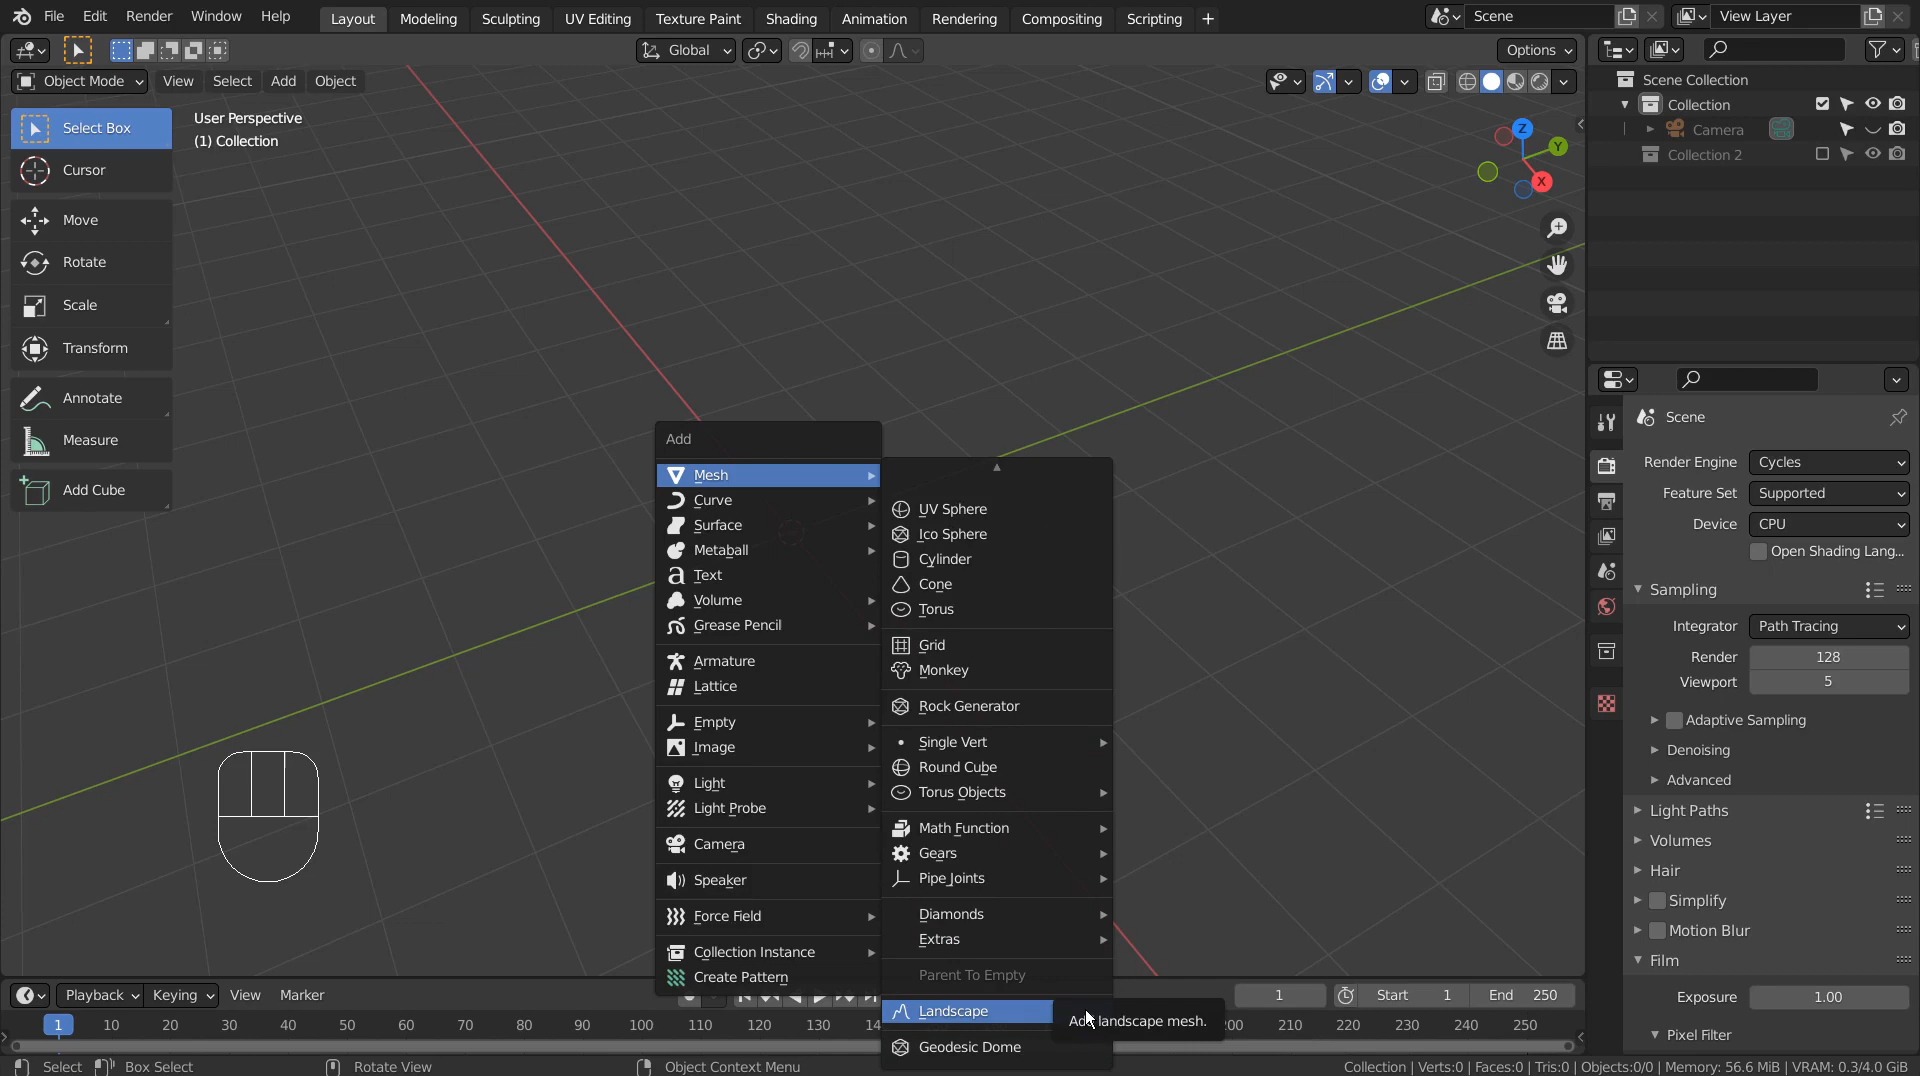 File Edit Render Window Help Layout Modeling Sculpting UV Editing Texture Paint Shading Animation Rendering Compositing Scripting + Scene View Layer
Global Options
Object Mode View Select Add Object
Select Box
Cursor
Move
Rotate
Scale
Transform
Annotate
Measure
Add Cube
User Perspective
(1) Collection
Z
Y
X
Add
Mesh
Curve
Surface
Metaball
Text
Volume
Grease Pencil
Armature
Lattice
Empty
Image
Light
Light Probe
Camera
Speaker
Force Field
Collection Instance
Create Pattern
UV Sphere
Ico Sphere
Cylinder
Cone
Torus
Grid
Monkey
Rock Generator
Single Vert
Round Cube
Torus Objects
Math Function
Gears
Pipe Joints
Diamonds
Extras
Parent To Empty
Landscape
Geodesic Dome
landscape mesh.
Scene Collection
Collection
Camera
Collection 2
Scene
Render Engine Cycles
Feature Set Supported
Device CPU
Open Shading Lang...
Sampling
Integrator Path Tracing
Render 128
Viewport 5
Adaptive Sampling
Denoising
Advanced
Light Paths
Volumes
Hair
Simplify
Motion Blur
Film
Exposure 1.00
Pixel Filter
Playback Keying View Marker 1 Start 1 End 250
1 10 20 30 40 50 60 70 80 90 100 110 120 130 200 210 220 230 240 250
Select Box Select Rotate View Object Context Menu Collection | Verts:0 | Faces:0 | Tris:0 | Objects:0/0 | Memory: 56.6 MiB | VRAM: 0.3/4.0 GiB